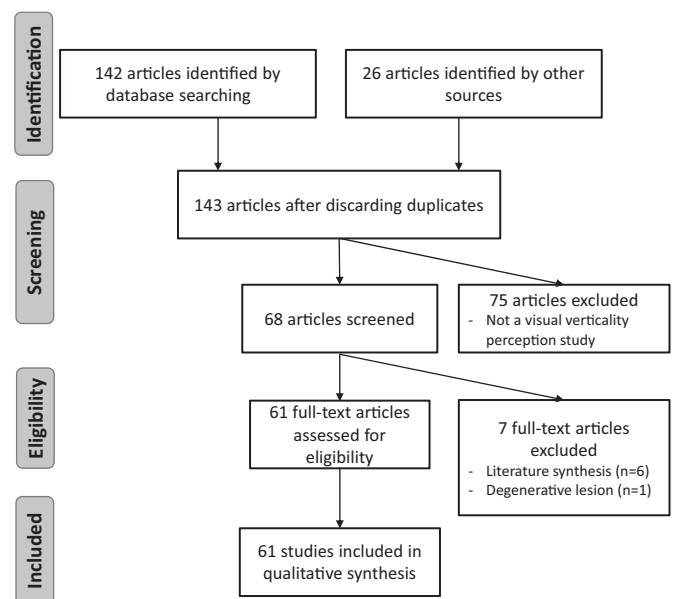 Identification
142 articles identified by
database searching
26 articles identified by other
sources
Screening
143 articles after discarding duplicates
68 articles screened
75 articles excluded
- Not a visual verticality
perception study
Eligibility
61 full-text articles
assessed for
eligibility
7 full-text articles
excluded
- Literature synthesis (n=6)
- Degenerative lesion (n=1)
Included
61 studies included in
qualitative synthesis